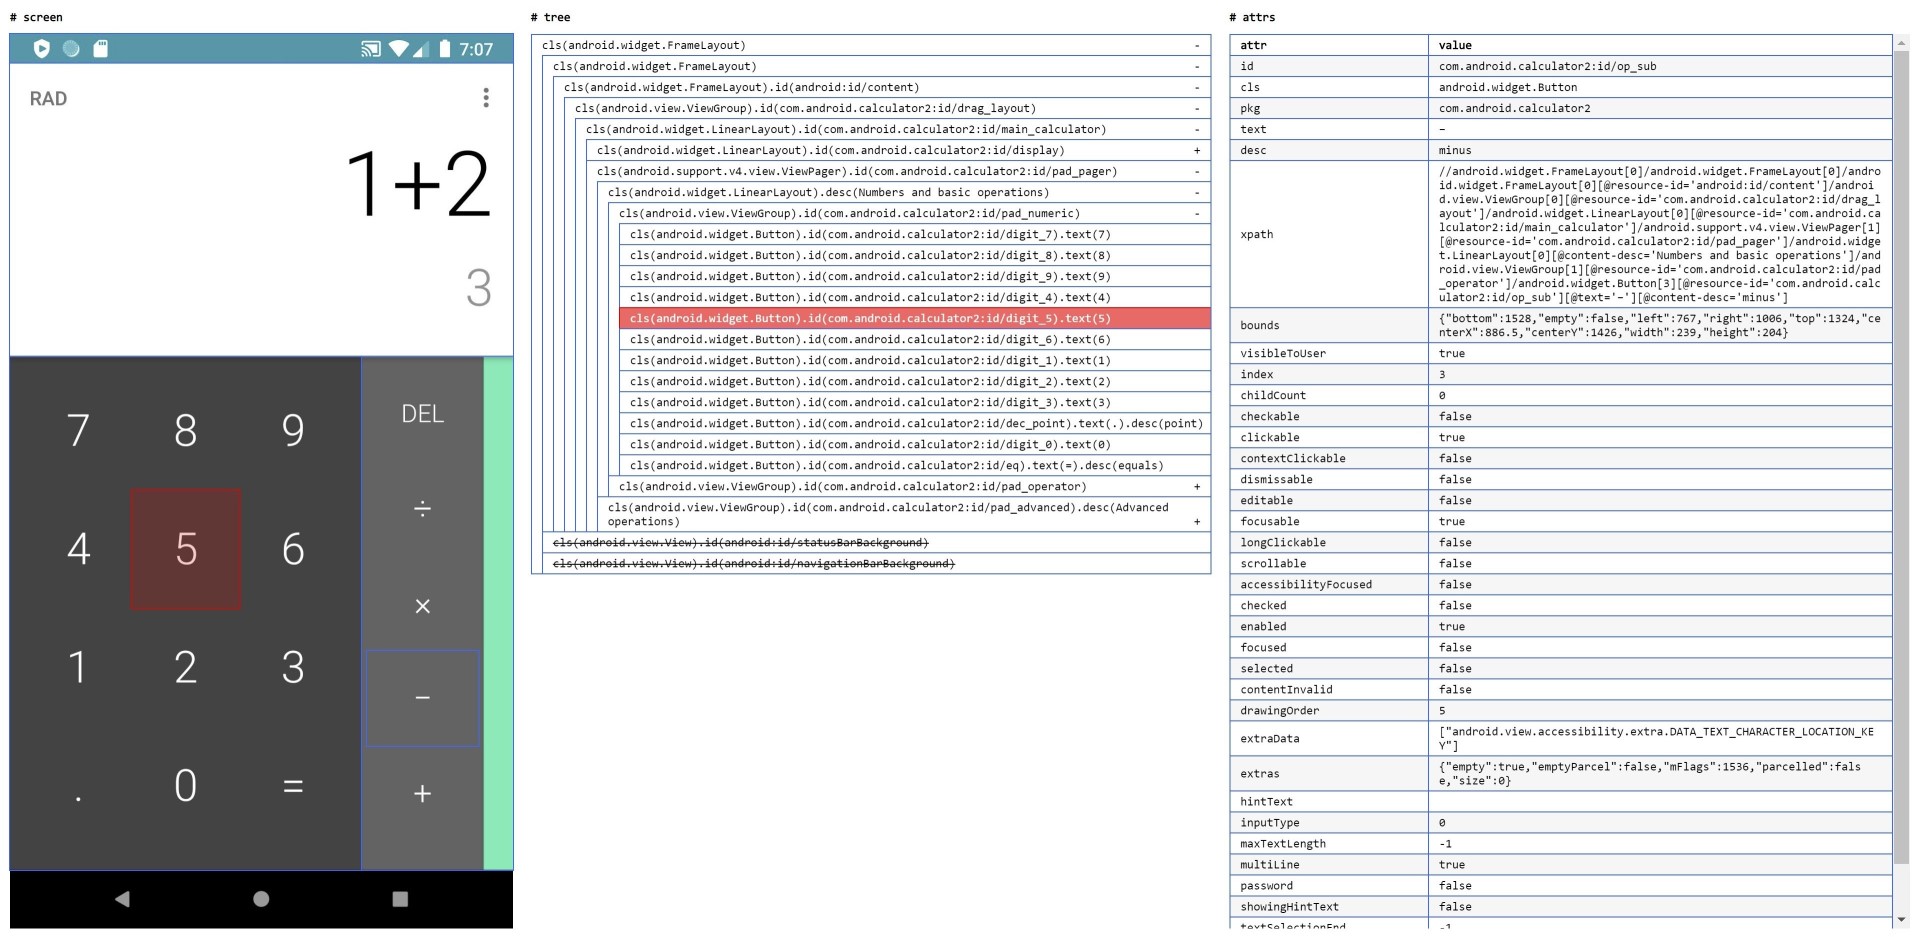 # screen
7:07
RAD
1+2
3
7 8 9
DEL
÷
4 5 6
×
1 2 3
−
. 0 =
+
# tree
cls(android.widget.FrameLayout) -
cls(android.widget.FrameLayout) -
cls(android.widget.FrameLayout).id(android:id/content) -
cls(android.view.ViewGroup).id(com.android.calculator2:id/drag_layout) -
cls(android.widget.LinearLayout).id(com.android.calculator2:id/main_calculator) -
cls(android.widget.LinearLayout).id(com.android.calculator2:id/display) +
cls(android.support.v4.view.ViewPager).id(com.android.calculator2:id/pad_pager) -
cls(android.widget.LinearLayout).desc(Numbers and basic operations) -
cls(android.view.ViewGroup).id(com.android.calculator2:id/pad_numeric) -
cls(android.widget.Button).id(com.android.calculator2:id/digit_7).text(7)
cls(android.widget.Button).id(com.android.calculator2:id/digit_8).text(8)
cls(android.widget.Button).id(com.android.calculator2:id/digit_9).text(9)
cls(android.widget.Button).id(com.android.calculator2:id/digit_4).text(4)
cls(android.widget.Button).id(com.android.calculator2:id/digit_5).text(5)
cls(android.widget.Button).id(com.android.calculator2:id/digit_6).text(6)
cls(android.widget.Button).id(com.android.calculator2:id/digit_1).text(1)
cls(android.widget.Button).id(com.android.calculator2:id/digit_2).text(2)
cls(android.widget.Button).id(com.android.calculator2:id/digit_3).text(3)
cls(android.widget.Button).id(com.android.calculator2:id/dec_point).text(.).desc(point)
cls(android.widget.Button).id(com.android.calculator2:id/digit_0).text(0)
cls(android.widget.Button).id(com.android.calculator2:id/eq).text(=).desc(equals)
cls(android.view.ViewGroup).id(com.android.calculator2:id/pad_operator) +
cls(android.view.ViewGroup).id(com.android.calculator2:id/pad_advanced).desc(Advanced
operations) +
cls(android.view.View).id(android:id/statusBarBackground)
cls(android.view.View).id(android:id/navigationBarBackground)
# attrs
attr value
id com.android.calculator2:id/op_sub
cls android.widget.Button
pkg com.android.calculator2
text −
desc minus
xpath
//android.widget.FrameLayout[0]/android.widget.FrameLayout[0]/andro
id.widget.FrameLayout[0][@resource-id='android:id/content']/androi
d.view.ViewGroup[0][@resource-id='com.android.calculator2:id/drag_l
ayout']/android.widget.LinearLayout[0][@resource-id='com.android.ca
lculator2:id/main_calculator']/android.support.v4.view.ViewPager[1]
[@resource-id='com.android.calculator2:id/pad_pager']/android.widge
t.LinearLayout[0][@content-desc='Numbers and basic operations']/and
roid.view.ViewGroup[1][@resource-id='com.android.calculator2:id/pad
_operator']/android.widget.Button[3][@resource-id='com.android.calc
ulator2:id/op_sub'][@text='−'][@content-desc='minus']
bounds
{"bottom":1528,"empty":false,"left":767,"right":1006,"top":1324,"ce
nterX":886.5,"centerY":1426,"width":239,"height":204}
visibleToUser true
index 3
childCount 0
checkable false
clickable true
contextClickable false
dismissable false
editable false
focusable true
longClickable false
scrollable false
accessibilityFocused false
checked false
enabled true
focused false
selected false
contentInvalid false
drawingOrder 5
extraData
["android.view.accessibility.extra.DATA_TEXT_CHARACTER_LOCATION_KE
Y"]
extras
{"empty":true,"emptyParcel":false,"mFlags":1536,"parcelled":fals
e,"size":0}
hintText
inputType 0
maxTextLength -1
multiLine true
password false
showingHintText false
textSelectionEnd -1